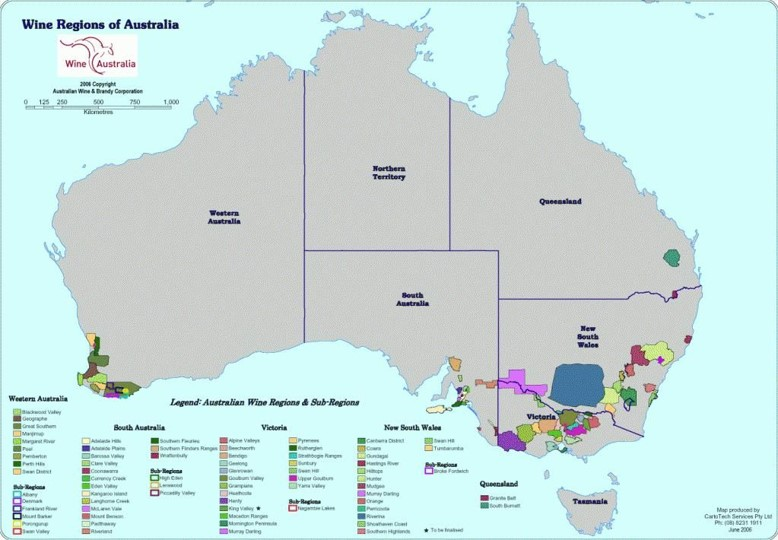 Wine Regions of Australia
Wine Australia
2006 Copyright
Australian Wine & Brandy Corporation
0 125 250 500 750 1,000
Kilometres
Northern
Territory
Western
Australia
Queensland
South
Australia
New
South
Wales
Victoria
Tasmania
Legend: Australian Wine Regions & Sub-Regions
Western Australia
Blackwood Valley
Geographe
Great Southern
Manjimup
Margaret River
Peel
Pemberton
Perth Hills
Swan District
Sub-Regions
Albany
Denmark
Frankland River
Mount Barker
Porongurup
Swan Valley
South Australia
Adelaide Hills
Adelaide Plains
Barossa Valley
Clare Valley
Coonawarra
Currency Creek
Eden Valley
Kangaroo Island
Langhorne Creek
McLaren Vale
Mount Benson
Padthaway
Riverland
Southern Fleurieu
Southern Flinders Ranges
Wrattonbully
Sub-Regions
High Eden
Lenswood
Piccadilly Valley
Victoria
Alpine Valleys
Beechworth
Bendigo
Geelong
Glenrowan
Goulburn Valley
Grampians
Heathcote
Henty
King Valley ★
Macedon Ranges
Mornington Peninsula
Murray Darling
Pyrenees
Rutherglen
Strathbogie Ranges
Sunbury
Swan Hill
Upper Goulburn
Yarra Valley
Sub-Regions
Nagambie Lakes
New South Wales
Canberra District
Cowra
Gundagai
Hastings River
Hilltops
Hunter
Mudgee
Murray Darling
Orange
Perricoota
Riverina
Shoalhaven Coast
Southern Highlands
Swan Hill
Tumbarumba
Sub-Regions
Broke Fordwich
★ To be finalised
Queensland
Granite Belt
South Burnett
Map produced by
CartoTech Services Pty Ltd
Ph: (08) 8231 1911
June 2006